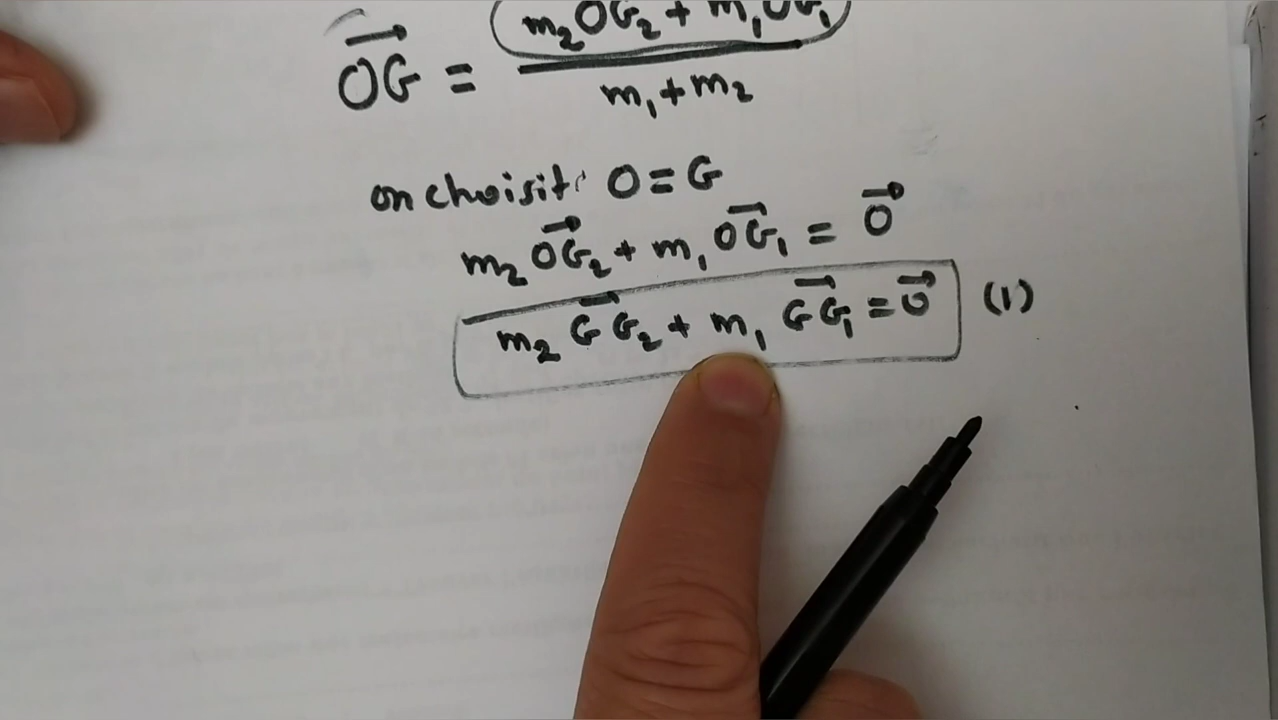 m₂OG₂ + m₁OG₁
OG⃗ = 
m₁+m₂
on choisit: O = G
m₂ OG₂⃗ + m₁ OG₁⃗ = 0⃗
m₂ GG₂⃗ + m₁ GG₁⃗ = 0⃗ (1)